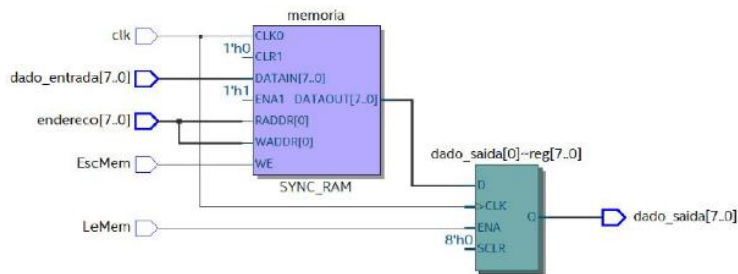 memoria
clk
CLK0
1'h0
CLR1
dado_entrada[7..0]
DATAIN[7..0]
1'h1
ENA1 DATAOUT[7..0]
endereco[7..0]
RADDR[0]
WADDR[0]
EscMem
WE
SYNC_RAM
dado_saida[0]~reg[7..0]
D
>CLK
Q
dado_saida[7..0]
LeMem
ENA
8'h0
SCLR